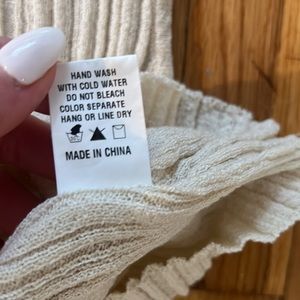 HAND WASH
WITH COLD WATER
DO NOT BLEACH
COLOR SEPARATE
HANG OR LINE DRY
MADE IN CHINA